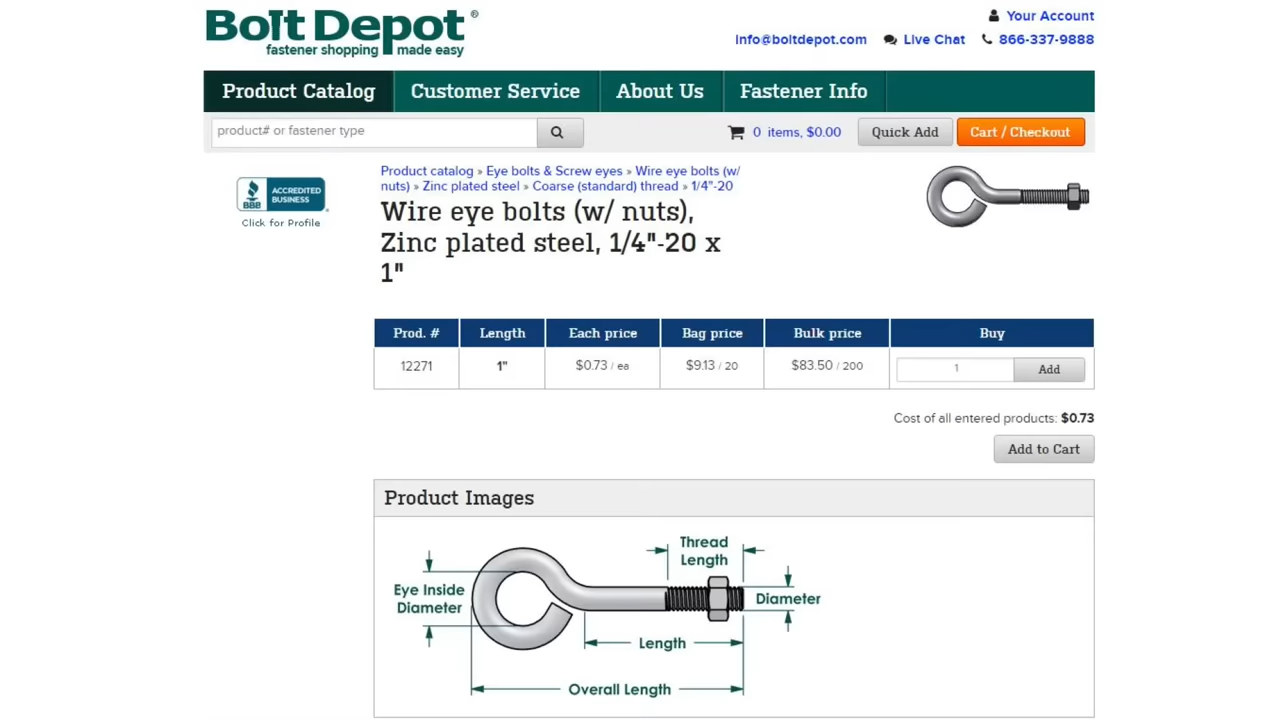 Bolt Depot®
fastener shopping made easy
Your Account
info@boltdepot.com Live Chat 866-337-9888
Product Catalog Customer Service About Us Fastener Info
product# or fastener type
0 items, $0.00 Quick Add Cart / Checkout
BBB ACCREDITED BUSINESS
Click for Profile
Product catalog » Eye bolts & Screw eyes » Wire eye bolts (w/
nuts) » Zinc plated steel » Coarse (standard) thread » 1/4"-20
Wire eye bolts (w/ nuts),
Zinc plated steel, 1/4"-20 x
1"
Prod. # Length Each price Bag price Bulk price Buy
12271 1" $0.73 / ea $9.13 / 20 $83.50 / 200 1 Add
Cost of all entered products: $0.73
Add to Cart
Product Images
Thread
Length
Eye Inside
Diameter
Diameter
Length
Overall Length